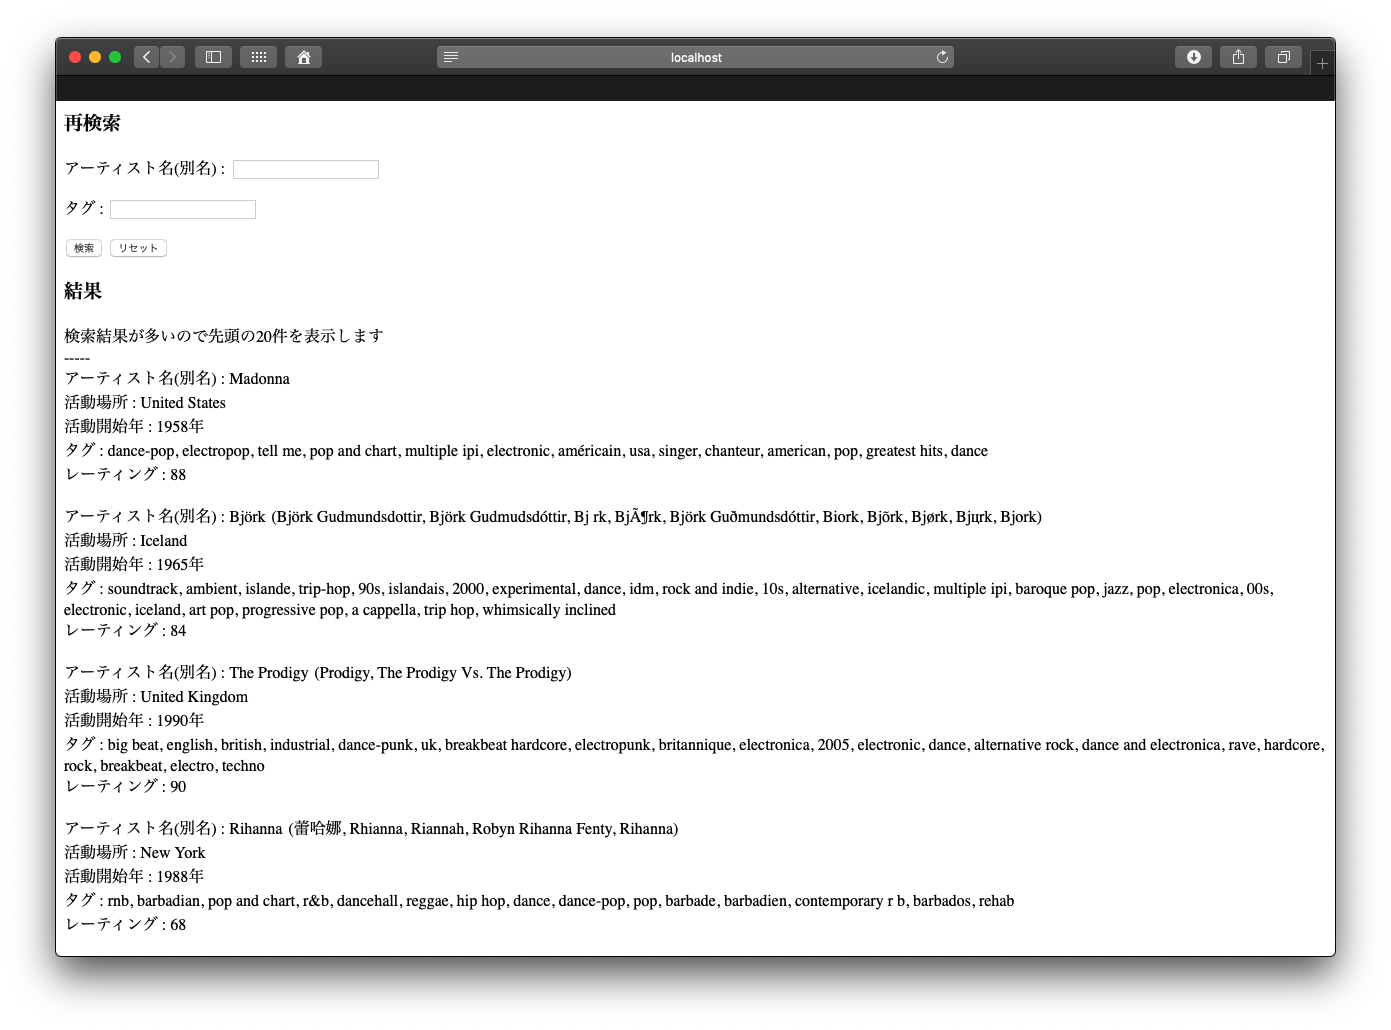 localhost
再検索
アーティスト名(別名) :
タグ :
検索 リセット
結果
検索結果が多いので先頭の20件を表示します
-----
アーティスト名(別名) : Madonna
活動場所 : United States
活動開始年 : 1958年
タグ : dance-pop, electropop, tell me, pop and chart, multiple ipi, electronic, américain, usa, singer, chanteur, american, pop, greatest hits, dance
レーティング : 88
アーティスト名(別名) : Björk (Björk Gudmundsdottir, Björk Gudmudsdóttir, Bj rk, BjÃ¶rk, Björk Guðmundsdóttir, Biork, Bjõrk, Bjørk, Bjцrk, Bjork)
活動場所 : Iceland
活動開始年 : 1965年
タグ : soundtrack, ambient, islande, trip-hop, 90s, islandais, 2000, experimental, dance, idm, rock and indie, 10s, alternative, icelandic, multiple ipi, baroque pop, jazz, pop, electronica, 00s,
electronic, iceland, art pop, progressive pop, a cappella, trip hop, whimsically inclined
レーティング : 84
アーティスト名(別名) : The Prodigy (Prodigy, The Prodigy Vs. The Prodigy)
活動場所 : United Kingdom
活動開始年 : 1990年
タグ : big beat, english, british, industrial, dance-punk, uk, breakbeat hardcore, electropunk, britannique, electronica, 2005, electronic, dance, alternative rock, dance and electronica, rave, hardcore,
rock, breakbeat, electro, techno
レーティング : 90
アーティスト名(別名) : Rihanna (蕾哈娜, Rhianna, Riannah, Robyn Rihanna Fenty, Rihanna)
活動場所 : New York
活動開始年 : 1988年
タグ : rnb, barbadian, pop and chart, r&b, dancehall, reggae, hip hop, dance, dance-pop, pop, barbade, barbadien, contemporary r b, barbados, rehab
レーティング : 68